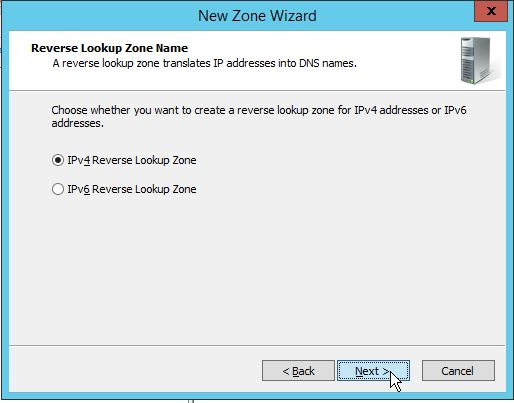 New Zone Wizard
x
Reverse Lookup Zone Name
A reverse lookup zone translates IP addresses into DNS names.
Choose whether you want to create a reverse lookup zone for IPv4 addresses or IPv6
addresses.
IPv4 Reverse Lookup Zone
IPv6 Reverse Lookup Zone
< Back
Next >
Cancel